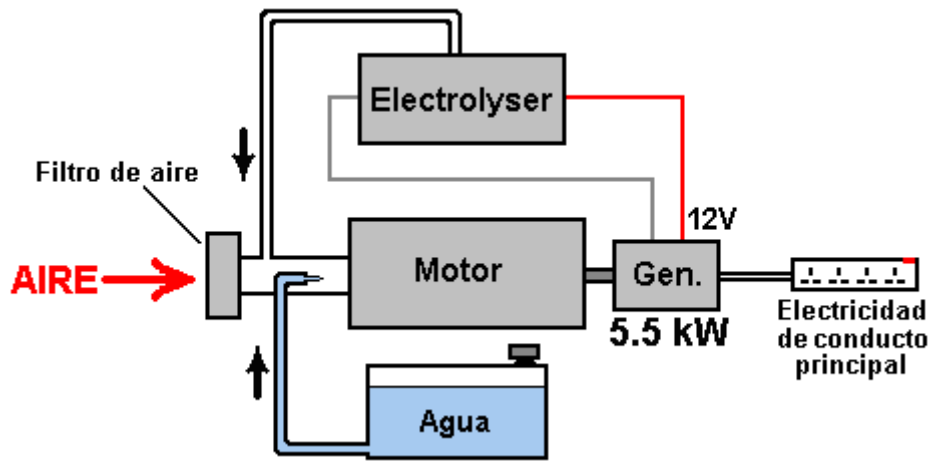 Electrolyser
Filtro de aire
12V
AIRE
Motor
Gen.
5.5 kW
Electricidad
de conducto
principal
Agua